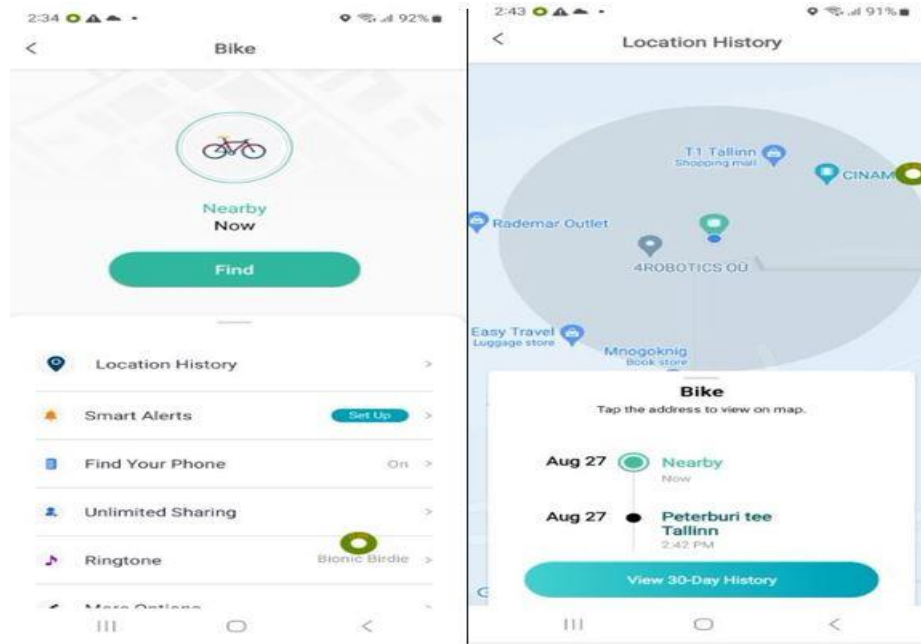 2:34
92%
Bike
Nearby
Now
Find
Location History
Smart Alerts
Set Up
Find Your Phone
On
Unlimited Sharing
Ringtone
Bionic Birdie
More Options
2:43
91%
Location History
T1 Tallinn
Shopping mall
CINAM
Rademar Outlet
4ROBOTICS OÜ
Easy Travel
Luggage store
Mnogoknig
Book store
Bike
Tap the address to view on map.
Aug 27
Nearby
Now
Aug 27
Peterburi tee
Tallinn
2:42 PM
View 30-Day History